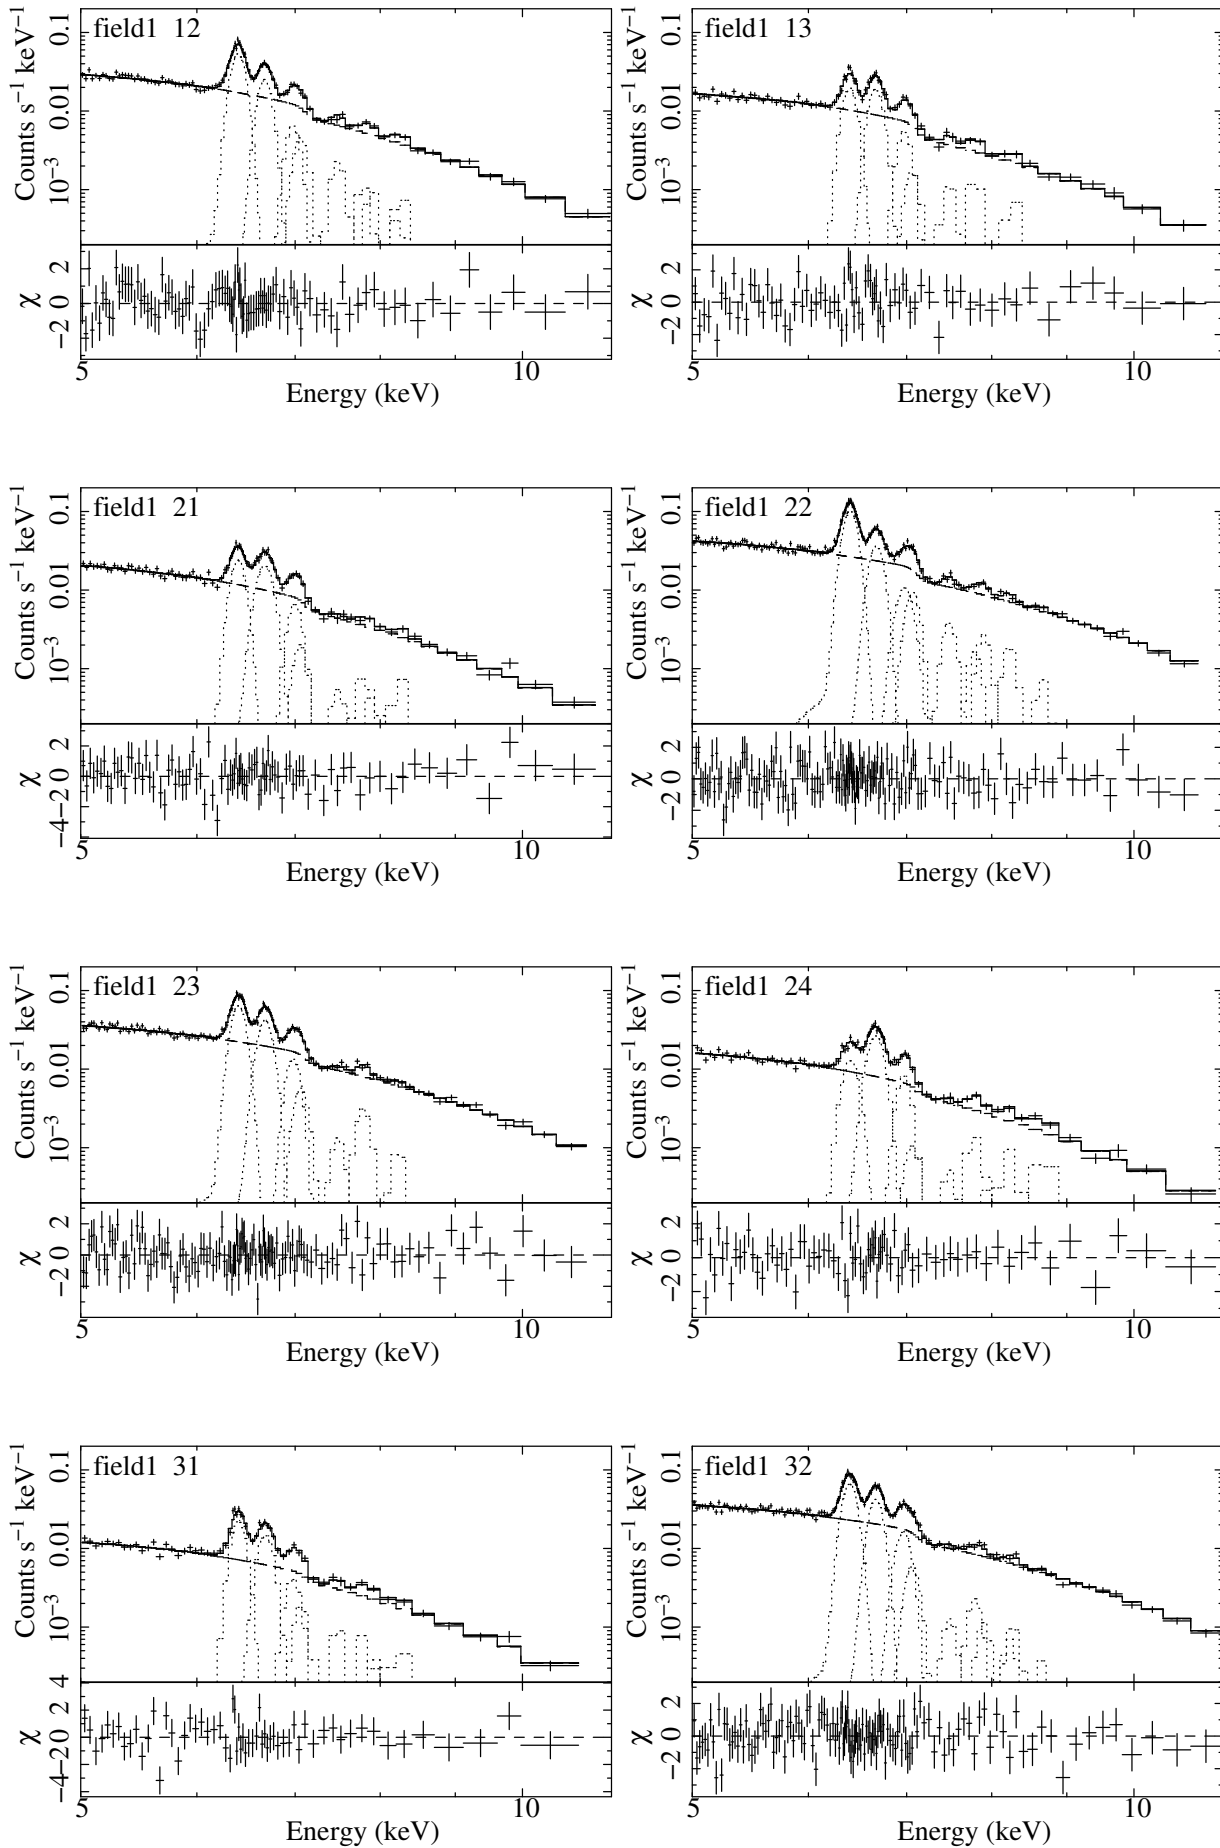 field1 12
Counts s−1 keV−1
0.1
0.01
10−3
χ
2
0
−2
5
10
Energy (keV)
field1 13
Counts s−1 keV−1
0.1
0.01
10−3
χ
2
0
−2
5
10
Energy (keV)
field1 21
Counts s−1 keV−1
0.1
0.01
10−3
χ
2
0
−2
−4
5
10
Energy (keV)
field1 22
Counts s−1 keV−1
0.1
0.01
10−3
χ
2
0
−2
5
10
Energy (keV)
field1 23
Counts s−1 keV−1
0.1
0.01
10−3
χ
2
0
−2
5
10
Energy (keV)
field1 24
Counts s−1 keV−1
0.1
0.01
10−3
χ
2
0
−2
5
10
Energy (keV)
field1 31
Counts s−1 keV−1
0.1
0.01
10−3
χ
4
2
0
−2
−4
5
10
Energy (keV)
field1 32
Counts s−1 keV−1
0.1
0.01
10−3
χ
2
0
−2
5
10
Energy (keV)